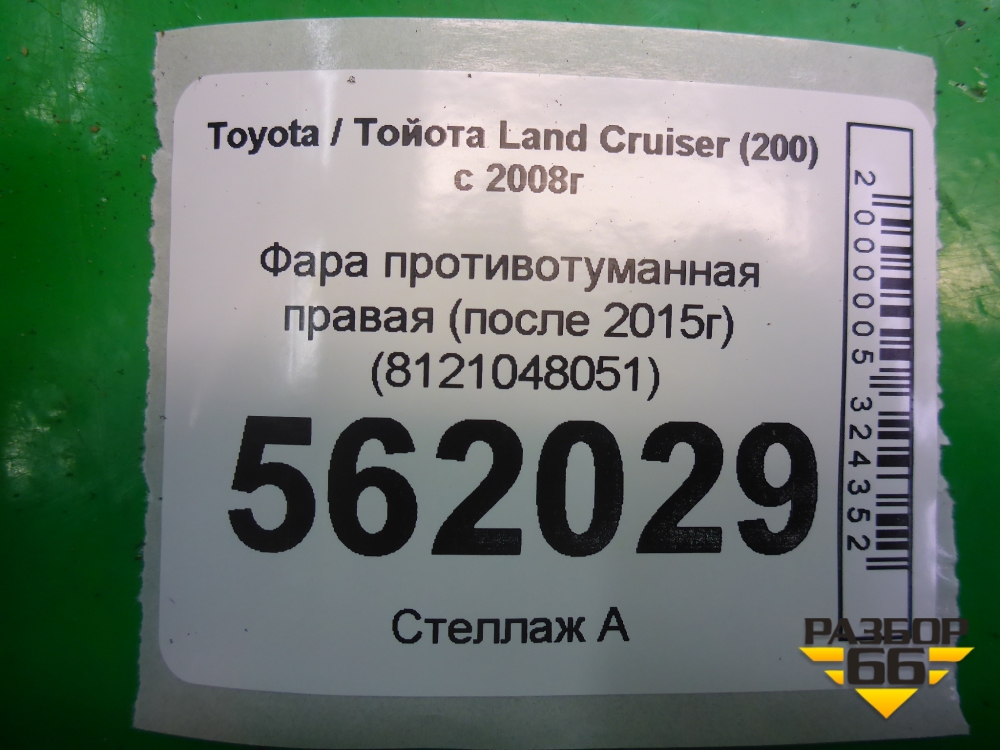 Toyota / Тойота Land Cruiser (200)
с 2008г
Фара противотуманная
правая (после 2015г)
(8121048051)
562029
Стеллаж А
2000005324352
РАЗБОР
66